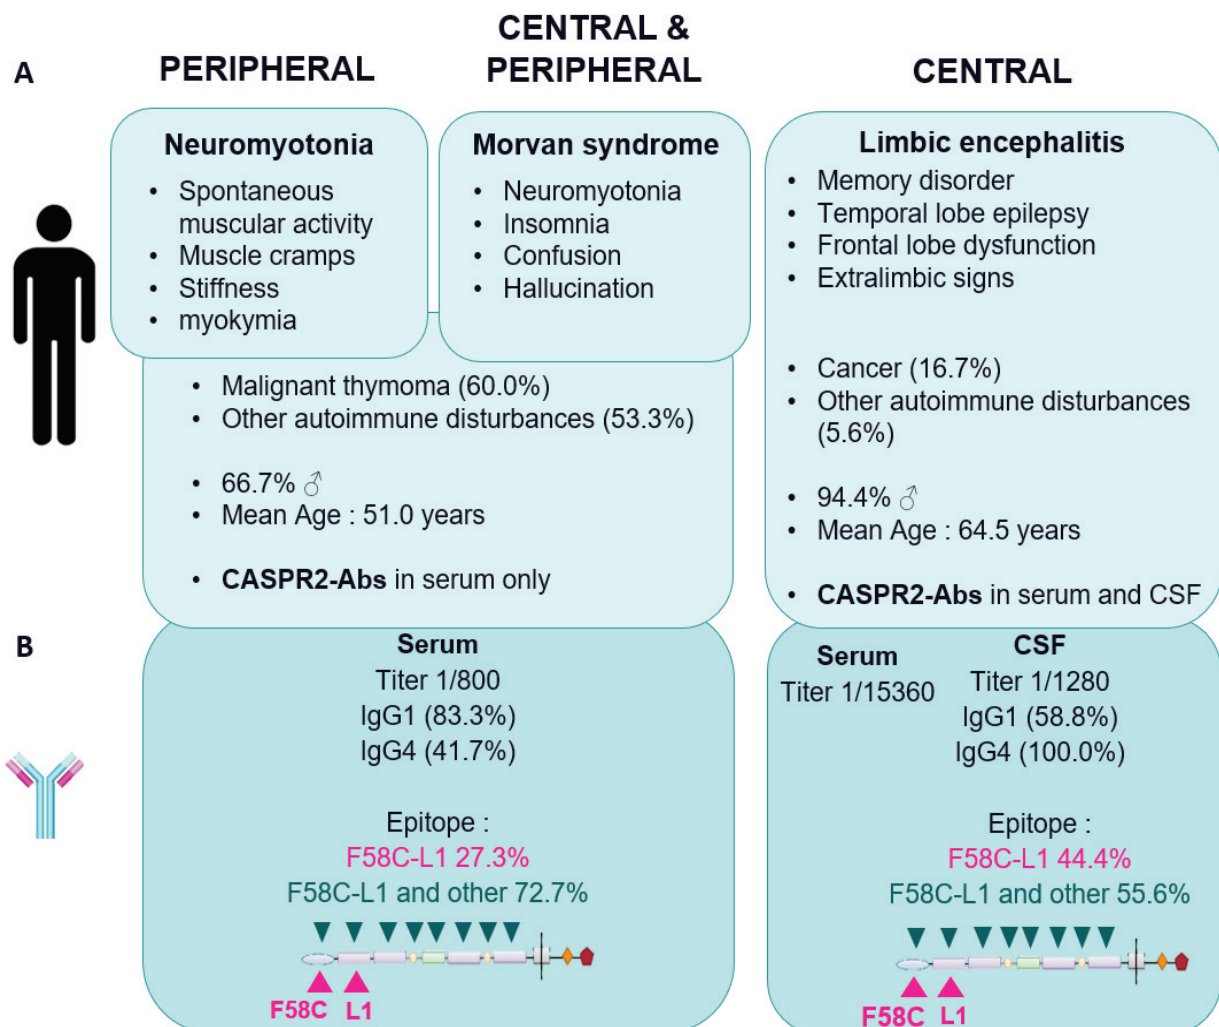 A
PERIPHERAL
CENTRAL &
PERIPHERAL
CENTRAL
Neuromyotonia
• Spontaneous
muscular activity
• Muscle cramps
• Stiffness
• myokymia
Morvan syndrome
• Neuromyotonia
• Insomnia
• Confusion
• Hallucination
• Malignant thymoma (60.0%)
• Other autoimmune disturbances (53.3%)
• 66.7% ♂
• Mean Age : 51.0 years
• CASPR2-Abs in serum only
Limbic encephalitis
• Memory disorder
• Temporal lobe epilepsy
• Frontal lobe dysfunction
• Extralimbic signs
• Cancer (16.7%)
• Other autoimmune disturbances
(5.6%)
• 94.4% ♂
• Mean Age : 64.5 years
• CASPR2-Abs in serum and CSF
B
Serum
Titer 1/800
IgG1 (83.3%)
IgG4 (41.7%)
Epitope :
F58C-L1 27.3%
F58C-L1 and other 72.7%
F58C L1
Serum
Titer 1/15360
CSF
Titer 1/1280
IgG1 (58.8%)
IgG4 (100.0%)
Epitope :
F58C-L1 44.4%
F58C-L1 and other 55.6%
F58C L1